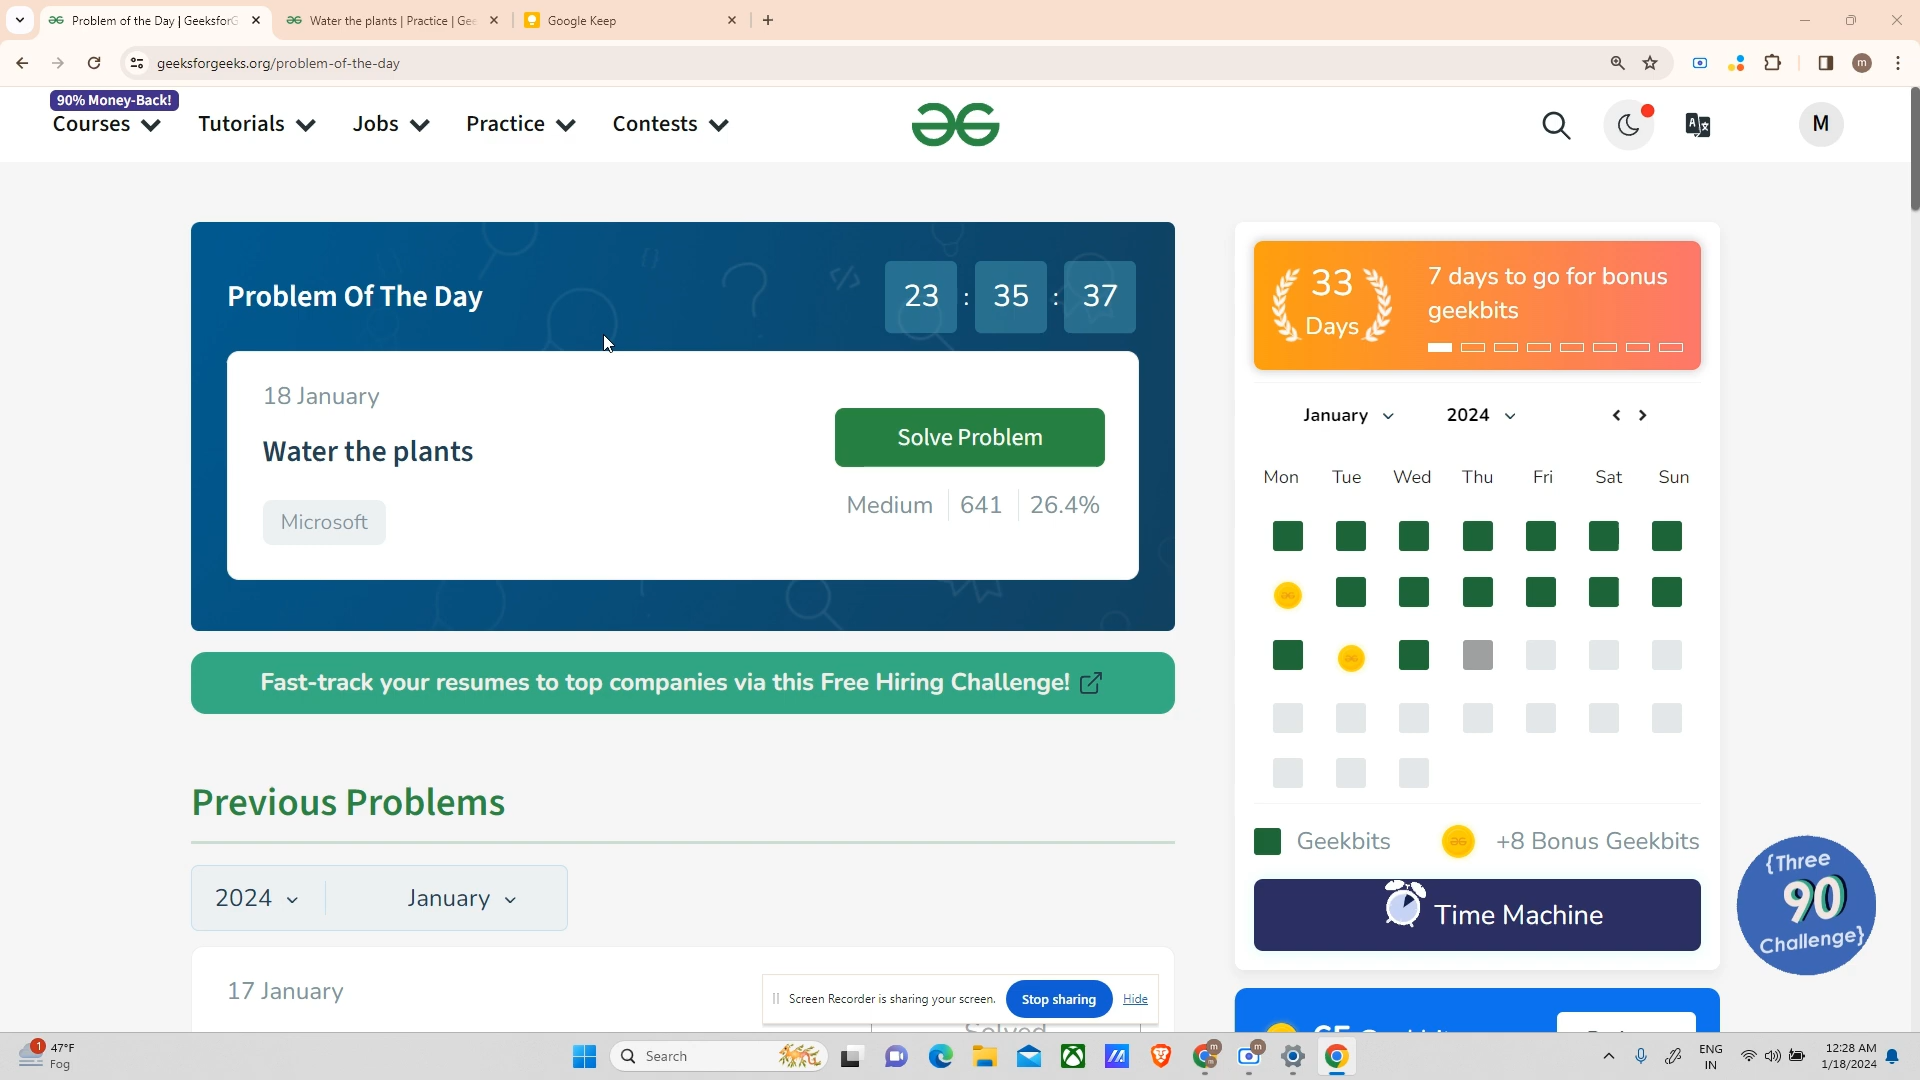 Problem of the Day | GeeksforG
Water the plants | Practice | Gee
Google Keep
geeksforgeeks.org/problem-of-the-day
m
90% Money-Back!
Courses
Tutorials
Jobs
Practice
Contests
M
Problem Of The Day
23 : 35 : 37
18 January
Water the plants
Microsoft
Solve Problem
Medium 641 26.4%
33
Days
7 days to go for bonus
geekbits
January 2024
Mon Tue Wed Thu Fri Sat Sun
Geekbits
+8 Bonus Geekbits
Time Machine
{Three
90
Challenge}
Fast-track your resumes to top companies via this Free Hiring Challenge!
Previous Problems
2024 January
17 January
Solved
Screen Recorder is sharing your screen.
Stop sharing
Hide
1
47°F
Fog
Search
m
m
ENG
IN
12:28 AM
1/18/2024